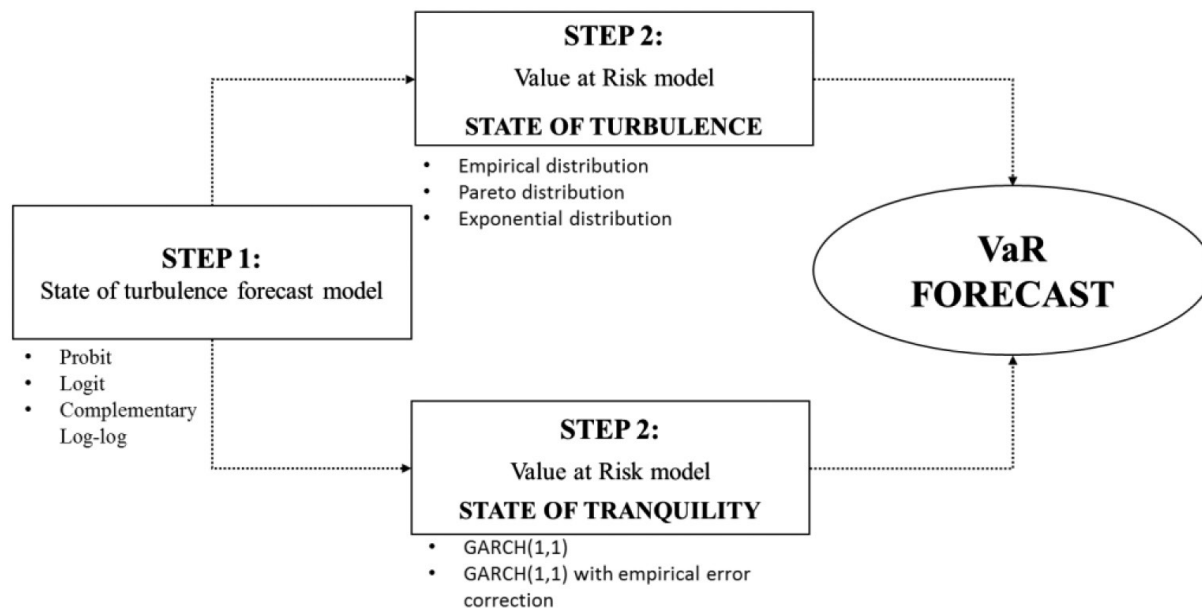 STEP 2:
Value at Risk model
STATE OF TURBULENCE
• Empirical distribution
• Pareto distribution
• Exponential distribution
STEP 1:
State of turbulence forecast model
• Probit
• Logit
• Complementary
Log-log
VaR
FORECAST
STEP 2:
Value at Risk model
STATE OF TRANQUILITY
• GARCH(1,1)
• GARCH(1,1) with empirical error
correction